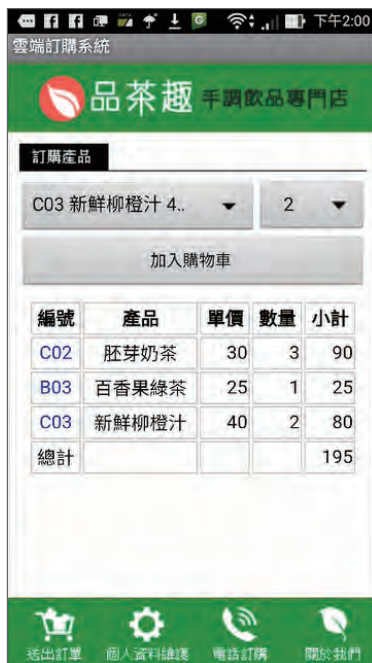 下午2:00
雲端訂購系統
品茶趣 手調飲品專門店
訂購產品
C03 新鮮柳橙汁 4.. 2
加入購物車
編號 產品 單價 數量 小計
C02 胚芽奶茶 30 3 90
B03 百香果綠茶 25 1 25
C03 新鮮柳橙汁 40 2 80
總計 195
送出訂單 個人資料維護 電話訂購 關於我們